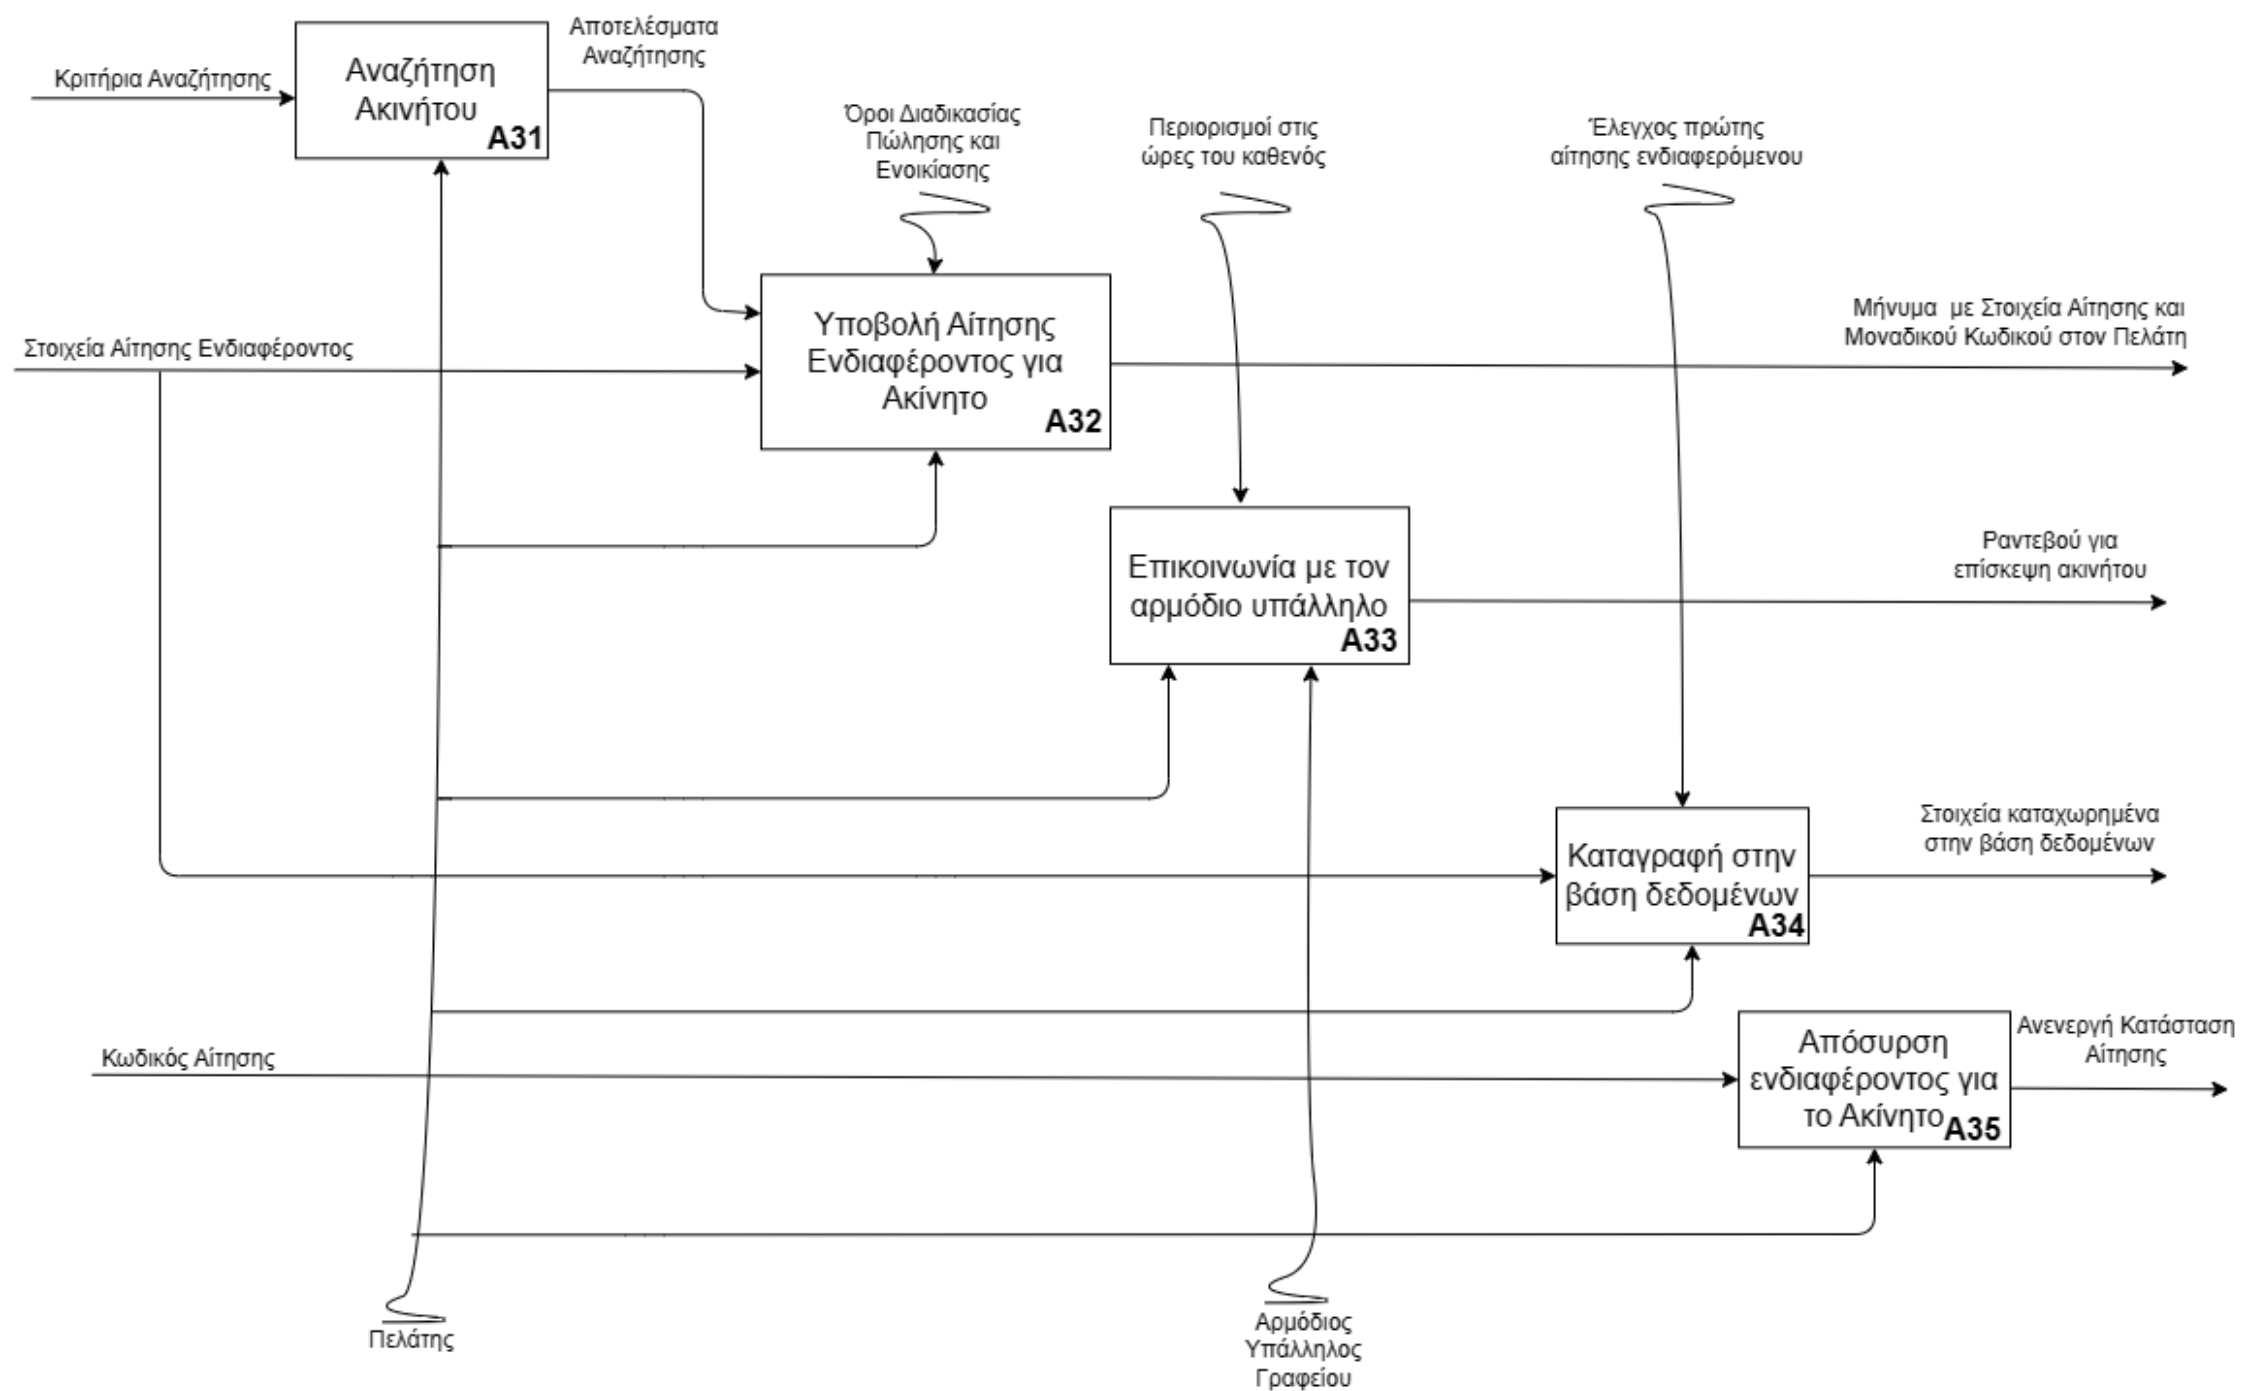 Αποτελέσματα
Αναζήτησης
Κριτήρια Αναζήτησης
Αναζήτηση
Ακινήτου
A31
Όροι Διαδικασίας
Πώλησης και
Ενοικίασης
Περιορισμοί στις
ώρες του καθενός
Έλεγχος πρώτης
αίτησης ενδιαφερόμενου
Στοιχεία Αίτησης Ενδιαφέροντος
Υποβολή Αίτησης
Ενδιαφέροντος για
Ακίνητο
A32
Μήνυμα με Στοιχεία Αίτησης και
Μοναδικού Κωδικού στον Πελάτη
Επικοινωνία με τον
αρμόδιο υπάλληλο
A33
Ραντεβού για
επίσκεψη ακινήτου
Καταγραφή στην
βάση δεδομένων
A34
Στοιχεία καταχωρημένα
στην βάση δεδομένων
Κωδικός Αίτησης
Απόσυρση
ενδιαφέροντος για
το Ακίνητο
A35
Ανενεργή Κατάσταση
Αίτησης
Πελάτης
Αρμόδιος
Υπάλληλος
Γραφείου